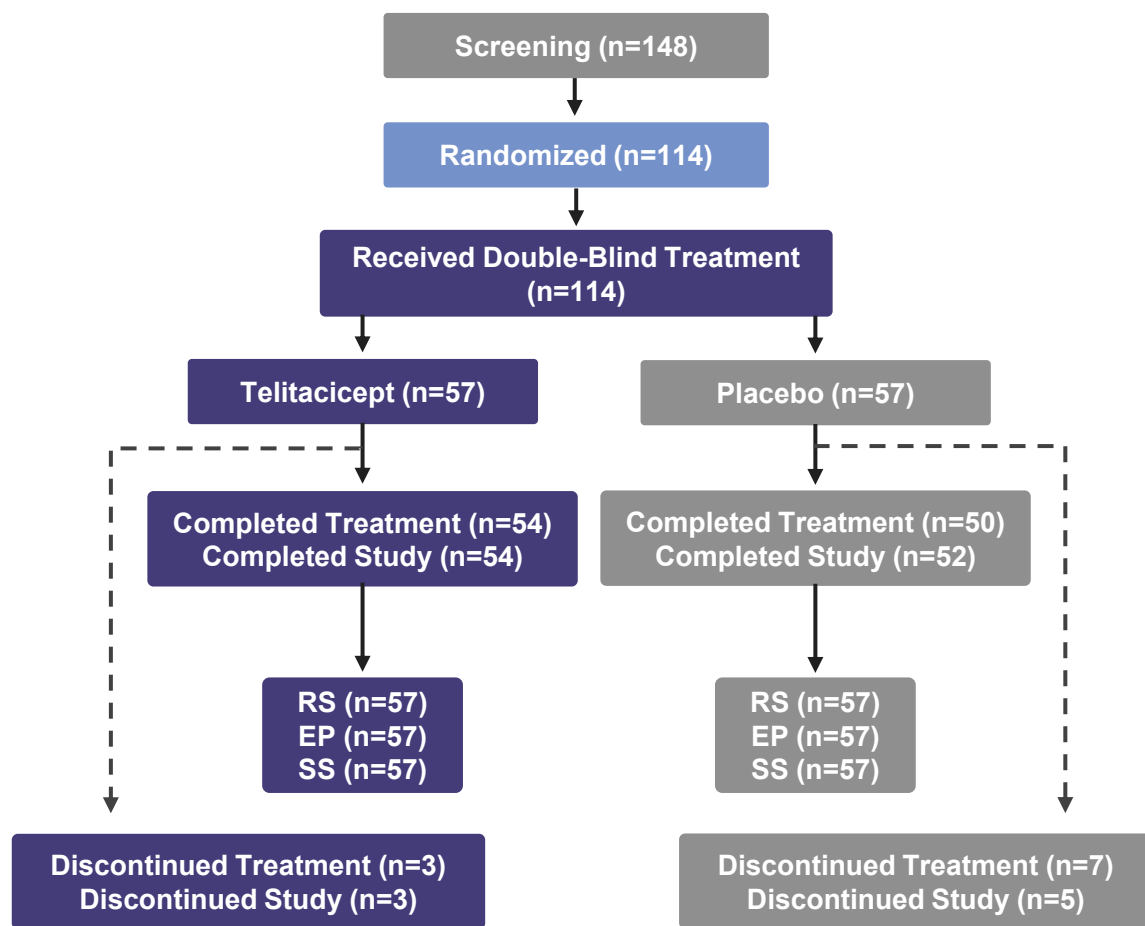 Screening (n=148)
Randomized (n=114)
Received Double-Blind Treatment
(n=114)
Telitacicept (n=57)
Placebo (n=57)
Completed Treatment (n=54)
Completed Study (n=54)
Completed Treatment (n=50)
Completed Study (n=52)
RS (n=57)
EP (n=57)
SS (n=57)
RS (n=57)
EP (n=57)
SS (n=57)
Discontinued Treatment (n=3)
Discontinued Study (n=3)
Discontinued Treatment (n=7)
Discontinued Study (n=5)